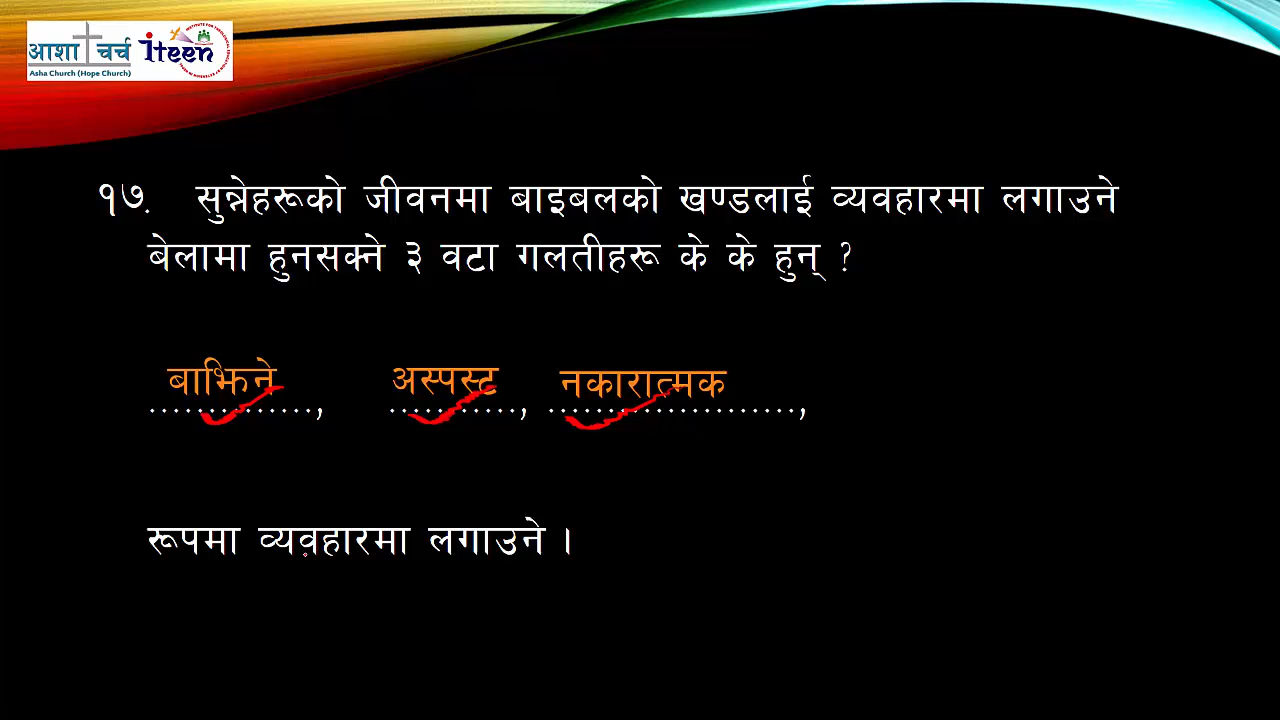 आशा चर्च iteen
Asha Church (Hope Church)
१७. सुन्नेहरूको जीवनमा बाइबलको खण्डलाई व्यवहारमा लगाउने
बेलामा हुनसक्ने ३ वटा गलतीहरू के के हुन् ?
बाझिने अस्पस्ट नकारात्मक
..............., ............, ......................,
रूपमा व्यवहारमा लगाउने ।